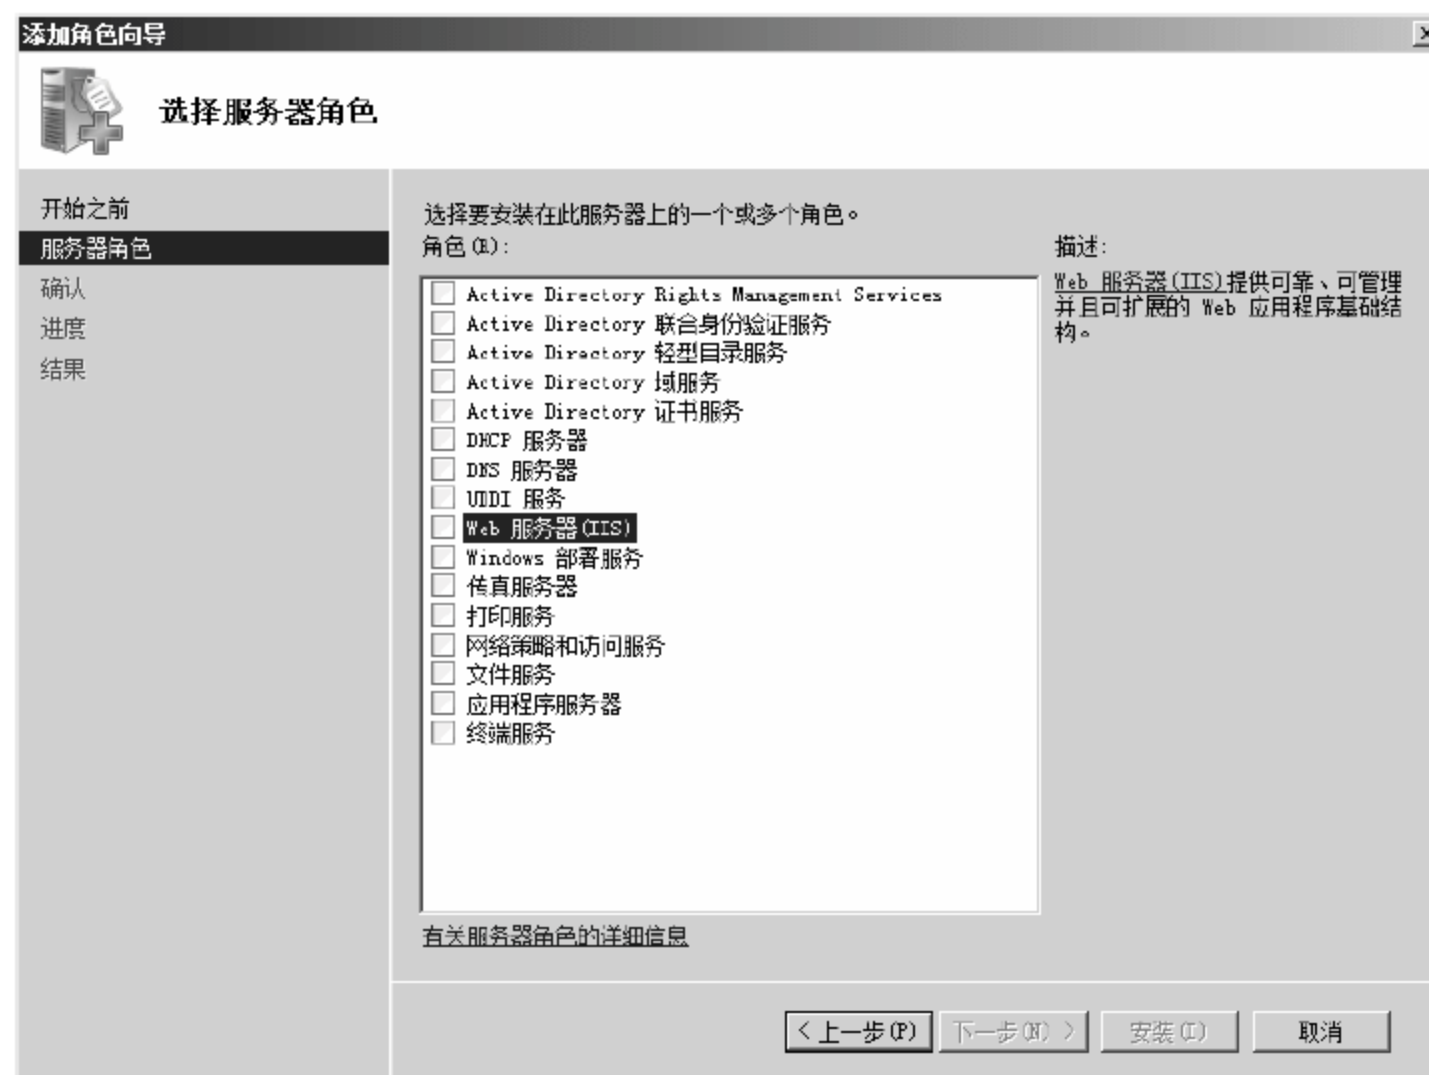 添加角色向导
选择服务器角色
开始之前
服务器角色
确认
进度
结果
选择要安装在此服务器上的一个或多个角色。
角色(R):
Active Directory Rights Management Services
Active Directory 联合身份验证服务
Active Directory 轻型目录服务
Active Directory 域服务
Active Directory 证书服务
DHCP 服务器
DNS 服务器
UDDI 服务
Web 服务器(IIS)
Windows 部署服务
传真服务器
打印服务
网络策略和访问服务
文件服务
应用程序服务器
终端服务
有关服务器角色的详细信息
描述:
Web 服务器(IIS)提供可靠、可管理
并且可扩展的 Web 应用程序基础结
构。
< 上一步(P)
下一步(N) >
安装(I)
取消